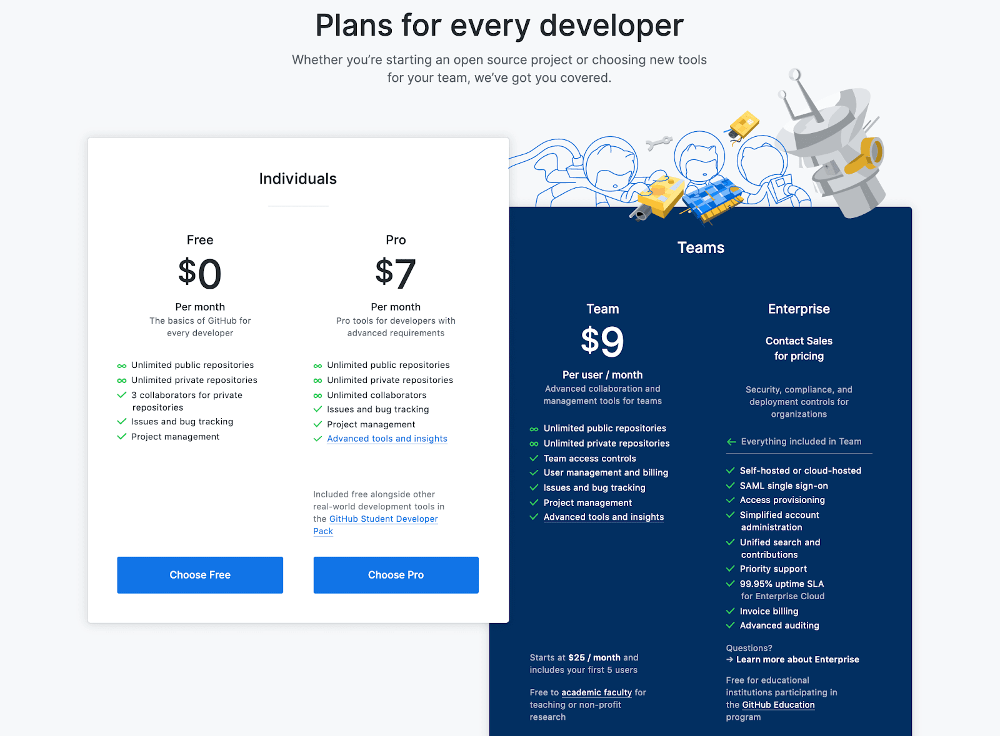 Plans for every developer
Whether you’re starting an open source project or choosing new tools
for your team, we’ve got you covered.
Individuals
Free
$0
Per month
The basics of GitHub for
every developer
Unlimited public repositories
Unlimited private repositories
3 collaborators for private
repositories
Issues and bug tracking
Project management
Choose Free
Pro
$7
Per month
Pro tools for developers with
advanced requirements
Unlimited public repositories
Unlimited private repositories
Unlimited collaborators
Issues and bug tracking
Project management
Advanced tools and insights
Included free alongside other
real-world development tools in
the GitHub Student Developer
Pack
Choose Pro
Teams
Team
$9
Per user / month
Advanced collaboration and
management tools for teams
Unlimited public repositories
Unlimited private repositories
Team access controls
User management and billing
Issues and bug tracking
Project management
Advanced tools and insights
Starts at $25 / month and
includes your first 5 users
Free to academic faculty for
teaching or non-profit
research
Enterprise
Contact Sales
for pricing
Security, compliance, and
deployment controls for
organizations
← Everything included in Team
Self-hosted or cloud-hosted
SAML single sign-on
Access provisioning
Simplified account
administration
Unified search and
contributions
Priority support
99.95% uptime SLA
for Enterprise Cloud
Invoice billing
Advanced auditing
Questions?
→ Learn more about Enterprise
Free for educational
institutions participating in
the GitHub Education
program